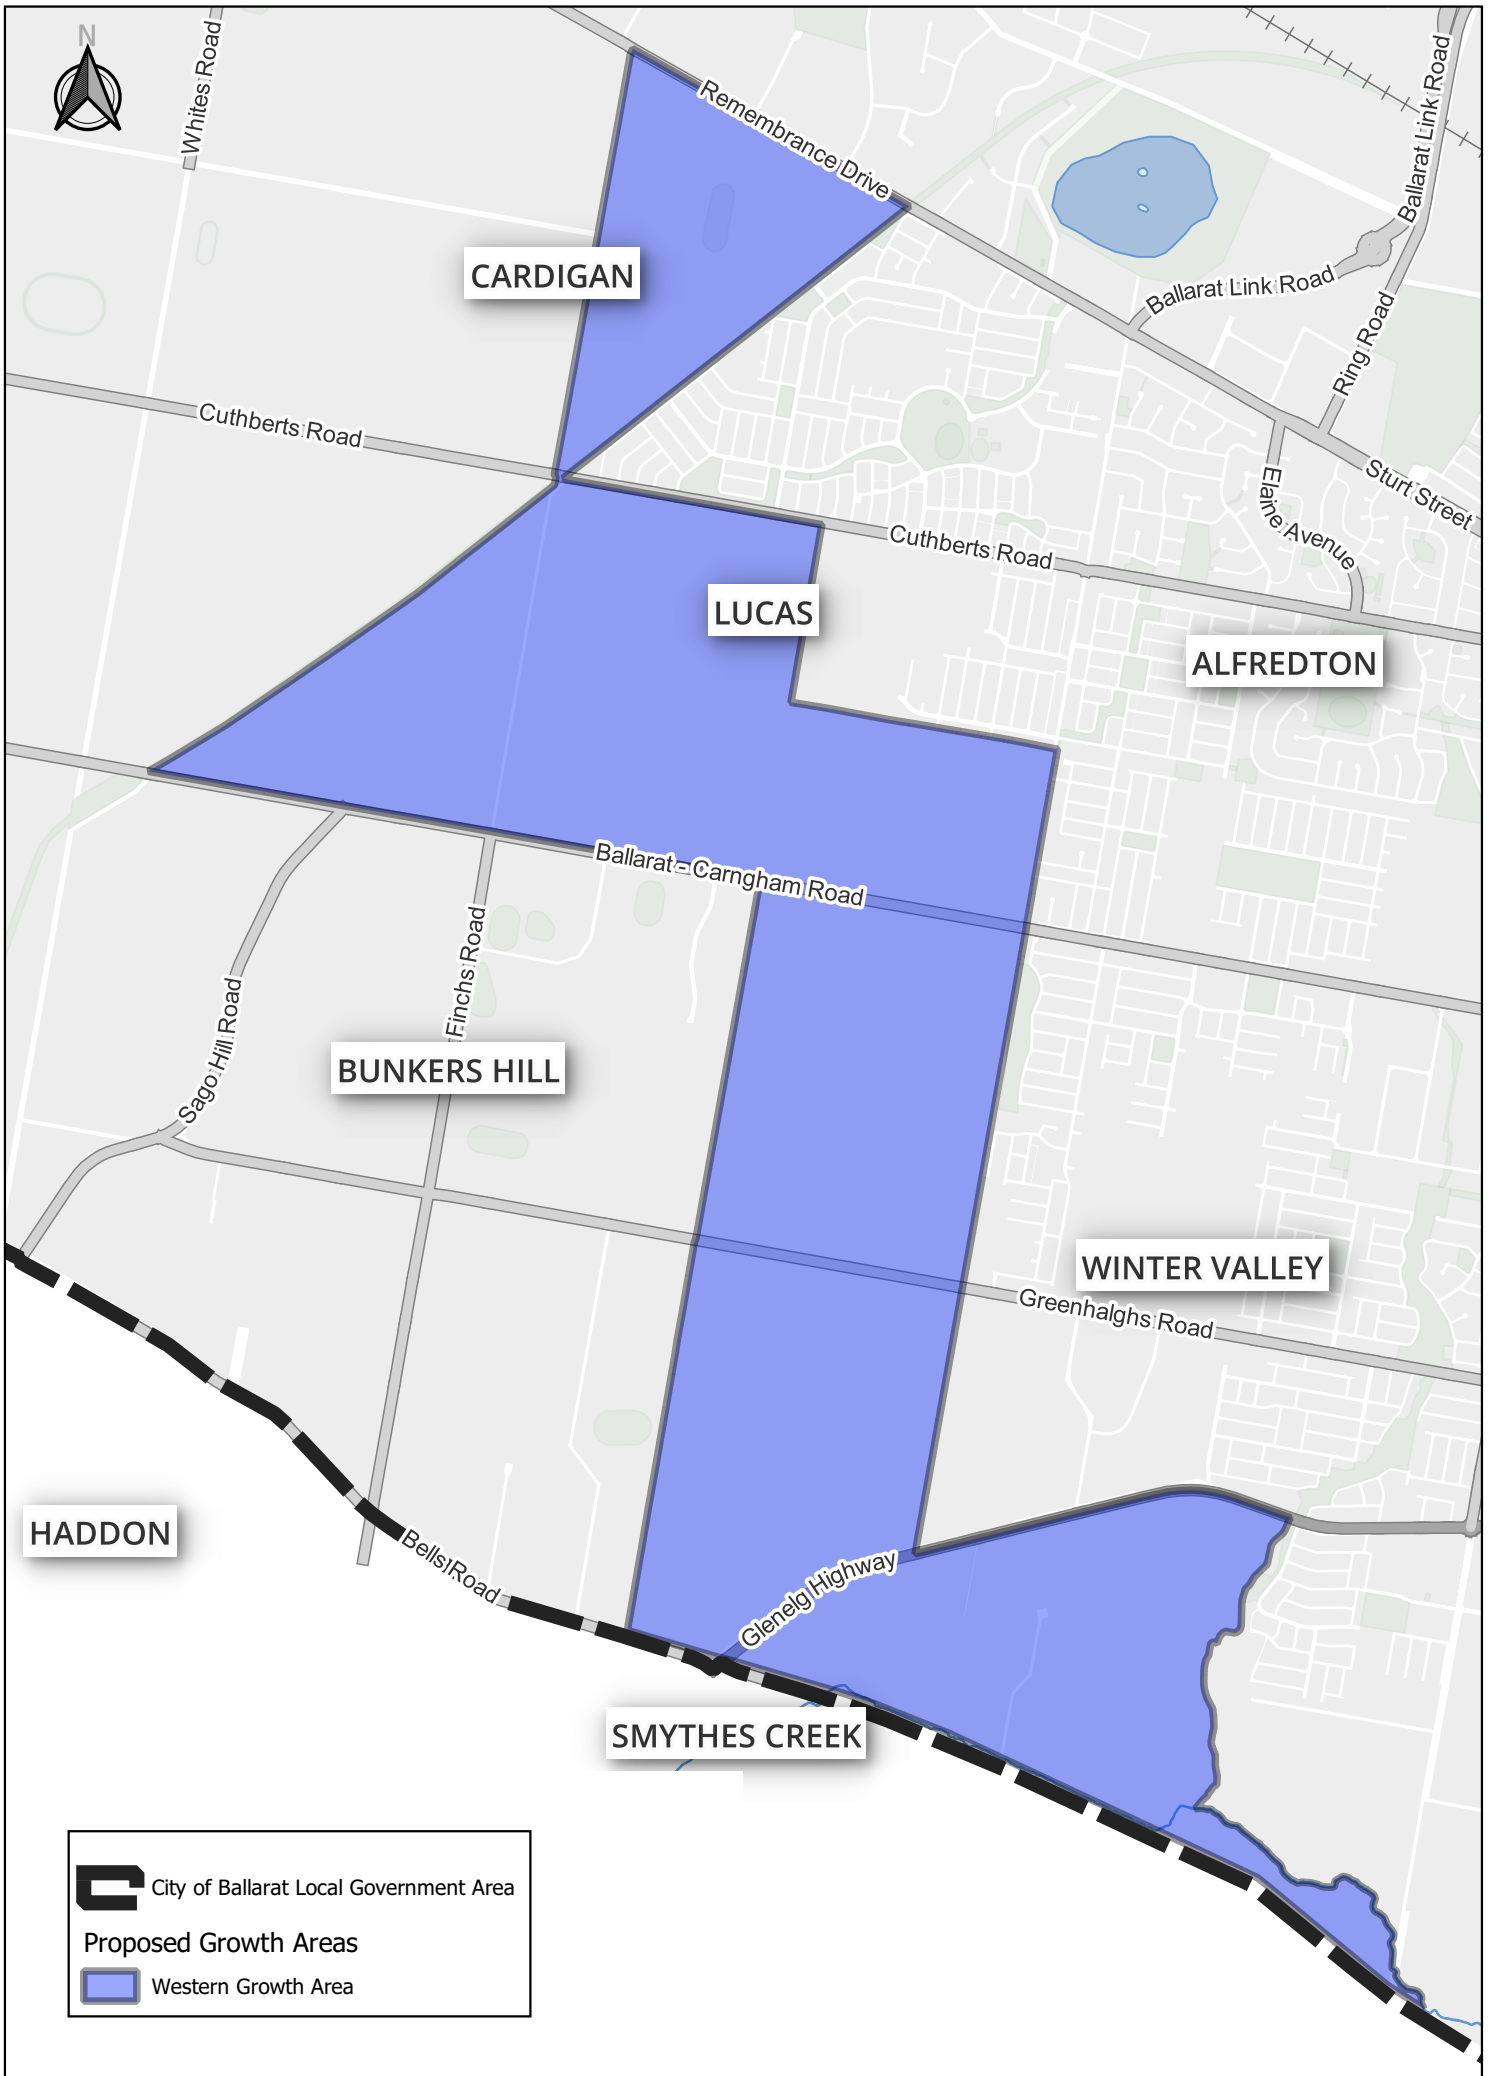 N
Whites Road
Remembrance Drive
Ballarat Link Road
CARDIGAN
Ballarat Link Road
Ring Road
Cuthberts Road
Sturt Street
Elaine Avenue
Cuthberts Road
LUCAS
ALFREDTON
Ballarat - Carngham Road
Finchs Road
Sago Hill Road
BUNKERS HILL
WINTER VALLEY
Greenhalghs Road
HADDON
Bells Road
Glenelg Highway
SMYTHES CREEK
City of Ballarat Local Government Area
Proposed Growth Areas
Western Growth Area